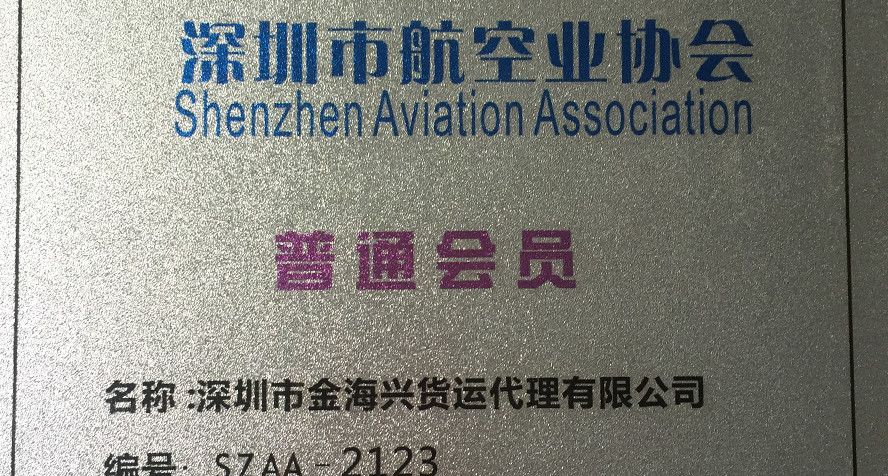 深圳市航空业协会
Shenzhen Aviation Association
普通会员
名称:深圳市金海兴货运代理有限公司
编号: SZAA-2123